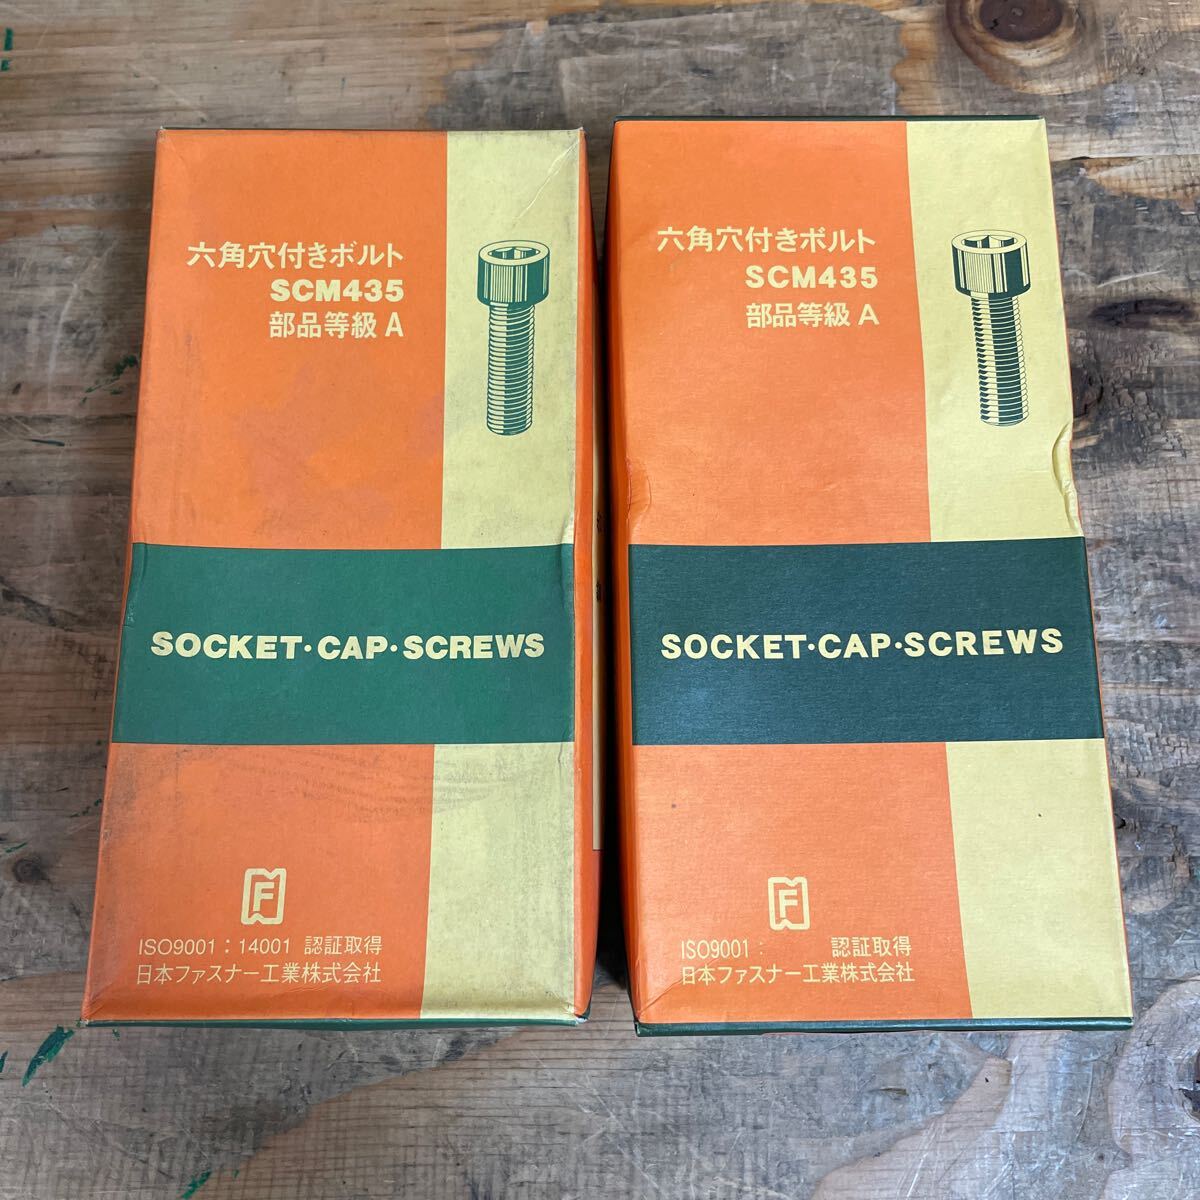 六角穴付きボルト
SCM435
部品等級 A
SOCKET・CAP・SCREWS
F
ISO9001：14001 認証取得
日本ファスナー工業株式会社
六角穴付きボルト
SCM435
部品等級 A
SOCKET・CAP・SCREWS
F
ISO9001： 認証取得
日本ファスナー工業株式会社